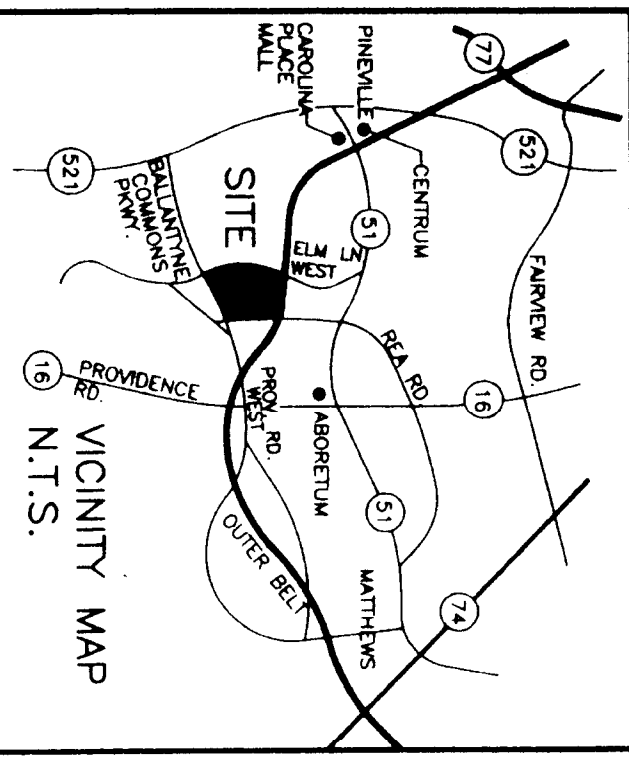 77
PINEVILLE
CAROLINA
PLACE
MALL
CENTRUM
521
521
FAIRVIEW RD.
BALLANTYNE
COMMONS
PKWY.
SITE
51
ELM LN
WEST
REA RD.
16
PROVIDENCE
RD.
PROV. RD.
WEST
ABORETUM
16
51
MATTHEWS
OUTER BELT
74
VICINITY MAP
N.T.S.